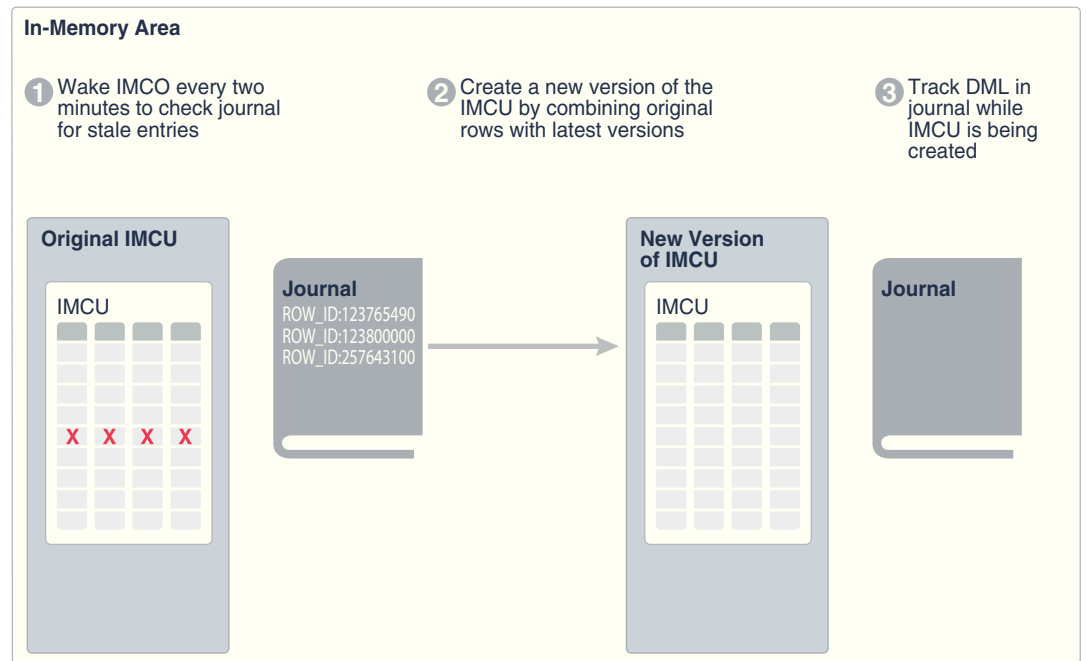 In-Memory Area
1 Wake IMCO every two
minutes to check journal
for stale entries
2 Create a new version of the
IMCU by combining original
rows with latest versions
3 Track DML in
journal while
IMCU is being
created
Original IMCU
IMCU
X X X X
Journal
ROW_ID:123765490
ROW_ID:123800000
ROW_ID:257643100
New Version
of IMCU
IMCU
Journal